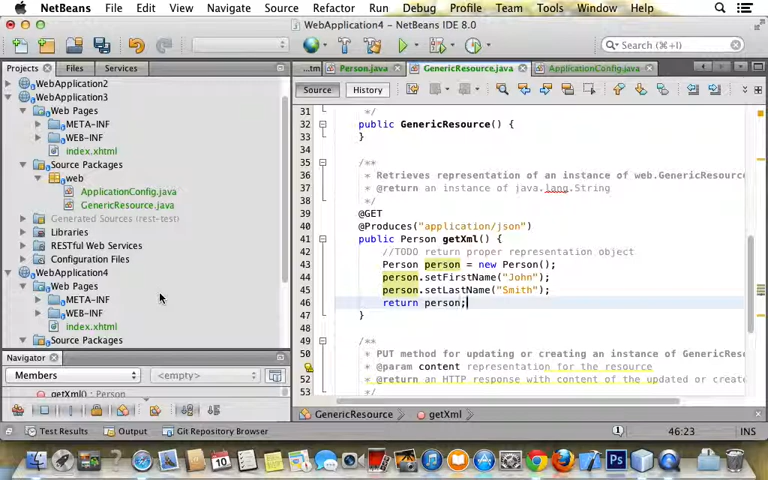 NetBeans File Edit View Navigate Source Refactor Run Debug Profile Team Tools Window Help
WebApplication4 - NetBeans IDE 8.0
Search (⌘+I)
Projects Files Services
...tm Person.java GenericResource.java ApplicationConfig.java
Source History
WebApplication2
WebApplication3
Web Pages
META-INF
WEB-INF
index.xhtml
Source Packages
web
ApplicationConfig.java
GenericResource.java
Generated Sources (rest-test)
Libraries
RESTful Web Services
Configuration Files
WebApplication4
Web Pages
META-INF
WEB-INF
index.xhtml
Source Packages
Navigator
Members <empty>
getXml() : Person
31 */
32 public GenericResource() {
33 }
34
35 /**
36 * Retrieves representation of an instance of web.GenericResource
37 * @return an instance of java.lang.String
38 */
39 @GET
40 @Produces("application/json")
41 public Person getXml() {
42 //TODO return proper representation object
43 Person person = new Person();
44 person.setFirstName("John");
45 person.setLastName("Smith");
46 return person;
47 }
48
49 /**
50 * PUT method for updating or creating an instance of GenericReso
51 * @param content representation for the resource
52 * @return an HTTP response with content of the updated or create
53 */
GenericResource getXml
Test Results Output Git Repository Browser 1 46:23 INS